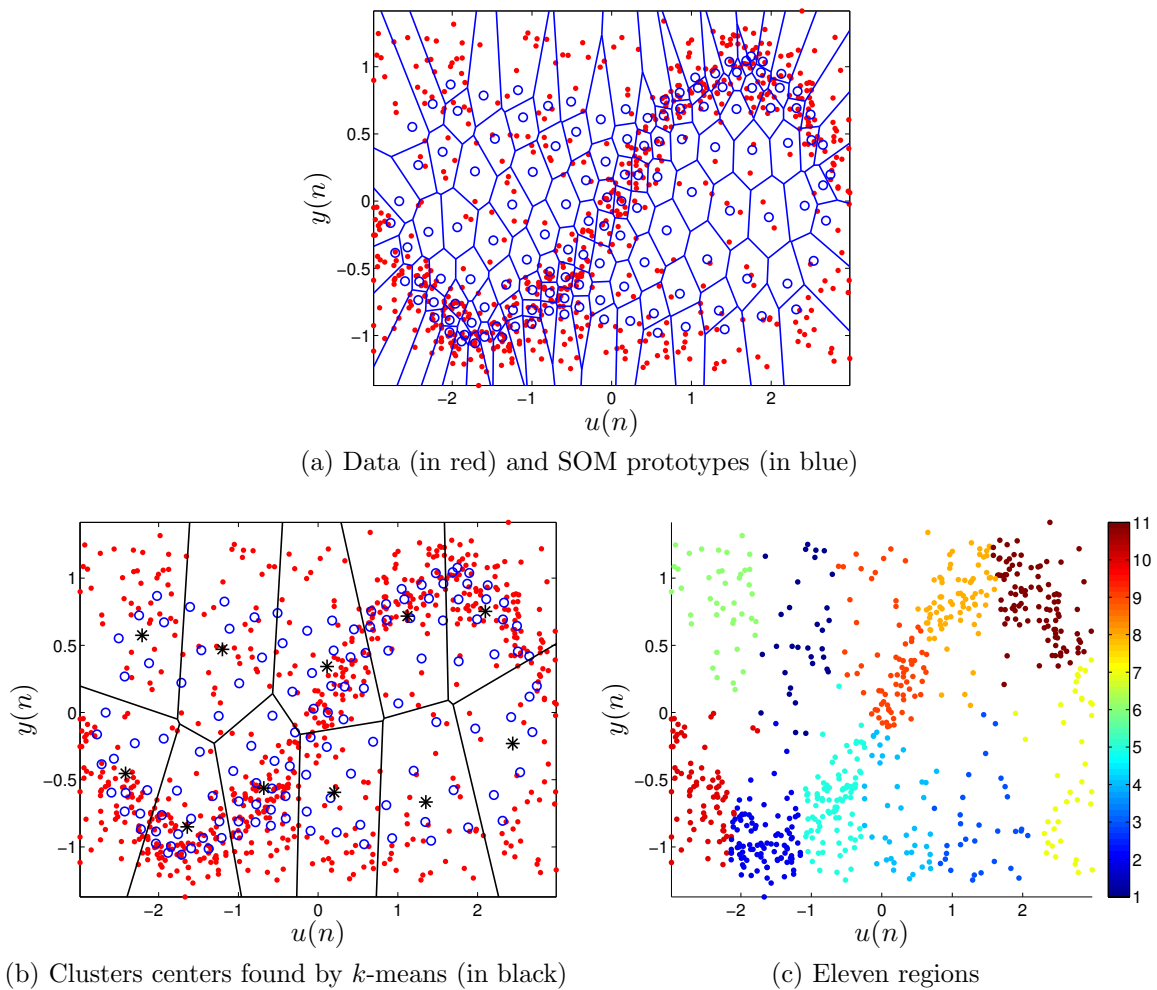 1
0.5
0
−0.5
−1
y(n)
−2 −1 0 1 2
u(n)
(a) Data (in red) and SOM prototypes (in blue)
1
0.5
0
−0.5
−1
y(n)
−2 −1 0 1 2
u(n)
(b) Clusters centers found by k-means (in black)
1
0.5
0
−0.5
−1
y(n)
−2 −1 0 1 2
u(n)
11
10
9
8
7
6
5
4
3
2
1
(c) Eleven regions